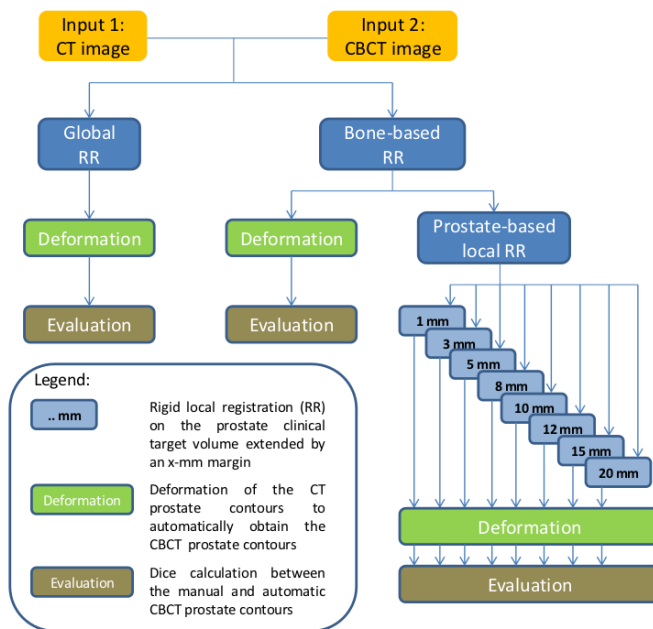 Input 1:
CT image
Input 2:
CBCT image
Global
RR
Bone-based
RR
Deformation
Deformation
Prostate-based
local RR
Evaluation
Evaluation
1 mm
3 mm
5 mm
8 mm
10 mm
12 mm
15 mm
20 mm
Deformation
Evaluation
Legend:
.. mm
Rigid local registration (RR)
on the prostate clinical
target volume extended by
an x-mm margin
Deformation
Deformation of the CT
prostate contours to
automatically obtain the
CBCT prostate contours
Evaluation
Dice calculation between
the manual and automatic
CBCT prostate contours